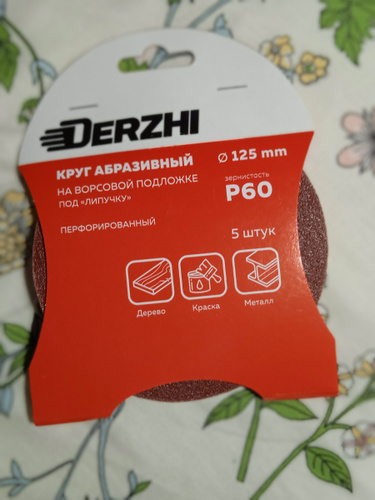 DERZHI
КРУГ АБРАЗИВНЫЙ
НА ВОРСОВОЙ ПОДЛОЖКЕ
ПОД «ЛИПУЧКУ»
ПЕРФОРИРОВАННЫЙ
Ø 125 mm
зернистость
P60
5 штук
Дерево
Краска
Металл